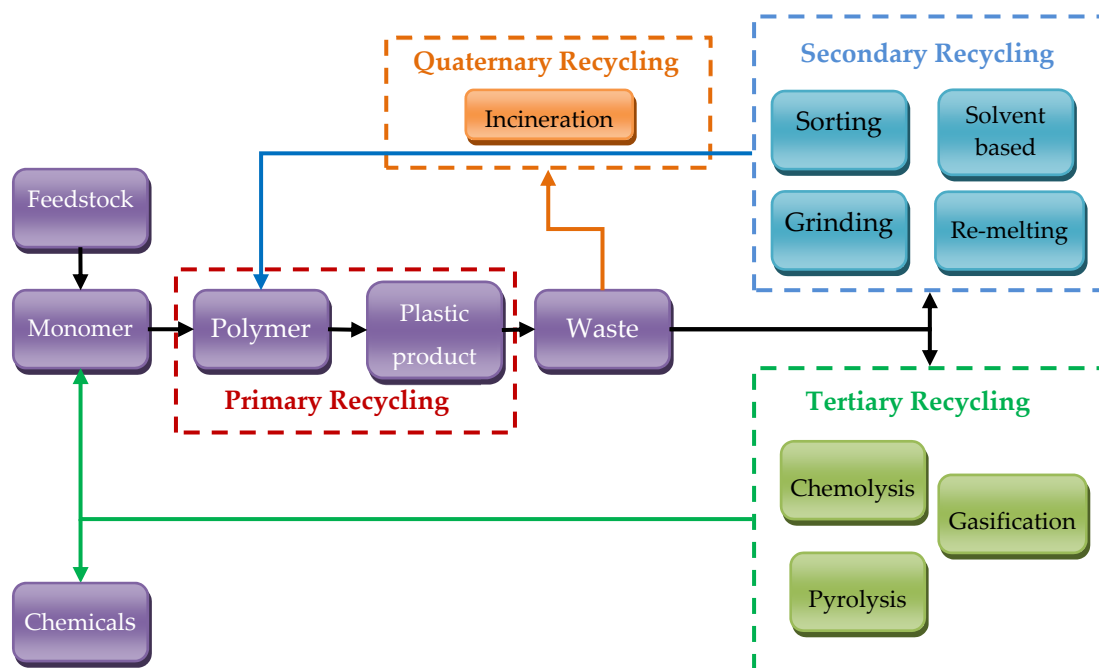 Quaternary Recycling
Incineration
Secondary Recycling
Sorting
Solvent
based
Grinding
Re-melting
Feedstock
Monomer
Polymer
Plastic
product
Waste
Primary Recycling
Tertiary Recycling
Chemolysis
Gasification
Pyrolysis
Chemicals